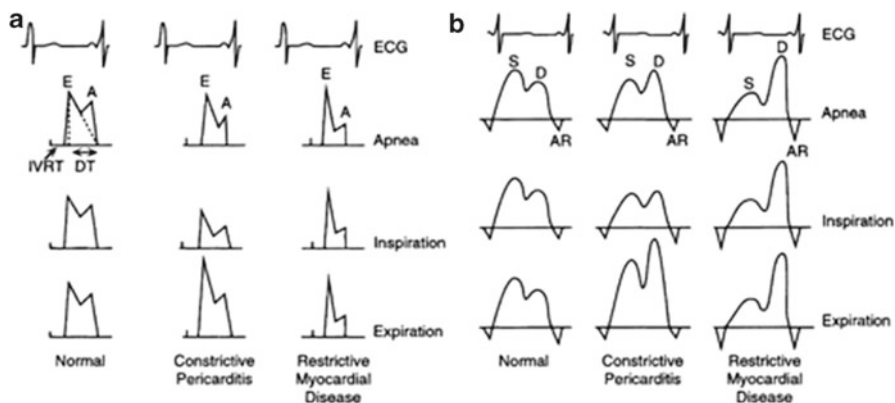 a
ECG
E
A
E
A
E
A
Apnea
IVRT
DT
Inspiration
Expiration
Normal
Constrictive
Pericarditis
Restrictive
Myocardial
Disease
b
ECG
S
D
S
D
S
D
Apnea
AR
AR
AR
Inspiration
Expiration
Normal
Constrictive
Pericarditis
Restrictive
Myocardial
Disease